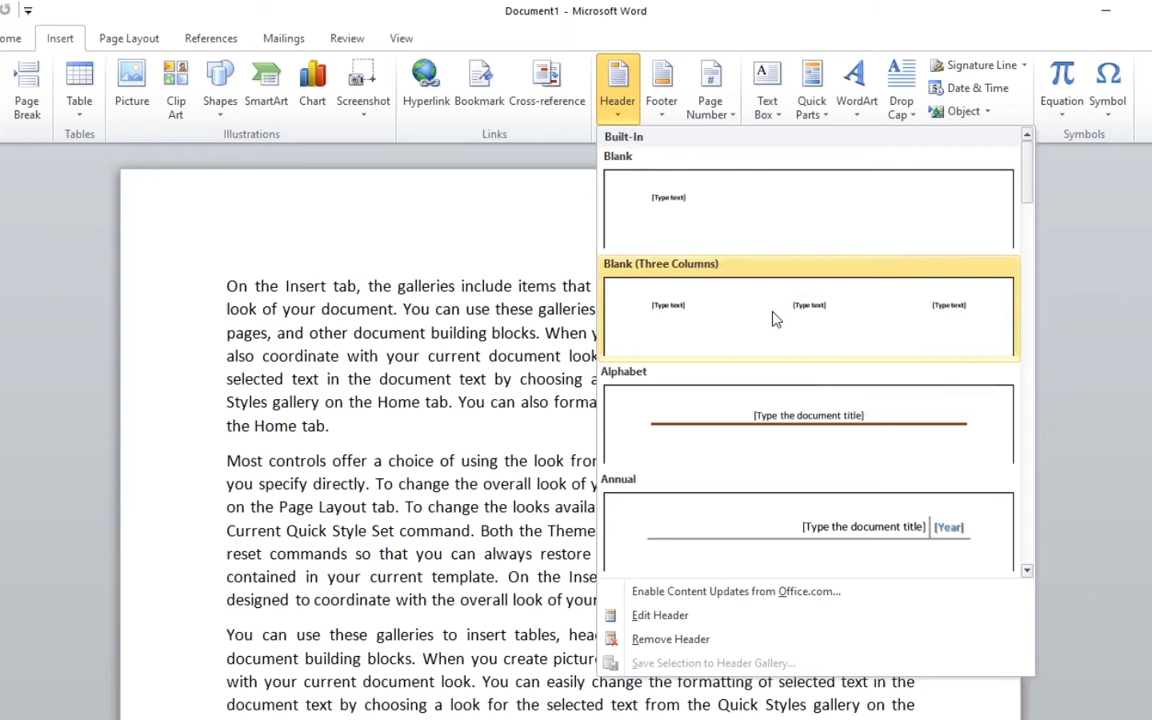 Document1 - Microsoft Word
ome Insert Page Layout References Mailings Review View
Page Break
Table
Picture
Clip Art
Shapes
SmartArt
Chart
Screenshot
Hyperlink
Bookmark
Cross-reference
Header
Footer
Page Number
Text Box
Quick Parts
WordArt
Drop Cap
Signature Line
Date & Time
Object
Equation
Symbol
Tables
Illustrations
Links
Symbols
Built-In
Blank
[Type text]
Blank (Three Columns)
[Type text] [Type text] [Type text]
Alphabet
[Type the document title]
Annual
[Type the document title] [Year]
Enable Content Updates from Office.com...
Edit Header
Remove Header
Save Selection to Header Gallery...
On the Insert tab, the galleries include items that
look of your document. You can use these galleries
pages, and other document building blocks. When y
also coordinate with your current document look
selected text in the document text by choosing a
Styles gallery on the Home tab. You can also forma
the Home tab.
Most controls offer a choice of using the look from
you specify directly. To change the overall look of y
on the Page Layout tab. To change the looks availa
Current Quick Style Set command. Both the Theme
reset commands so that you can always restore
contained in your current template. On the Inse
designed to coordinate with the overall look of your
You can use these galleries to insert tables, hea
document building blocks. When you create picture
with your current document look. You can easily change the formatting of selected text in the
document text by choosing a look for the selected text from the Quick Styles gallery on the